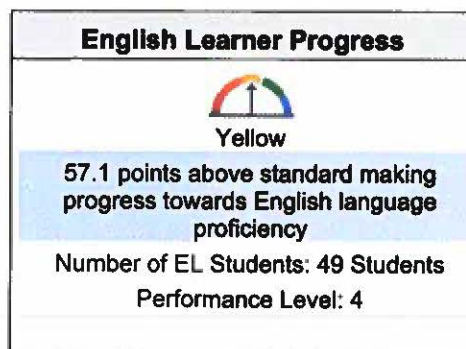 English Learner Progress
Yellow
57.1 points above standard making
progress towards English language
proficiency
Number of EL Students: 49 Students
Performance Level: 4